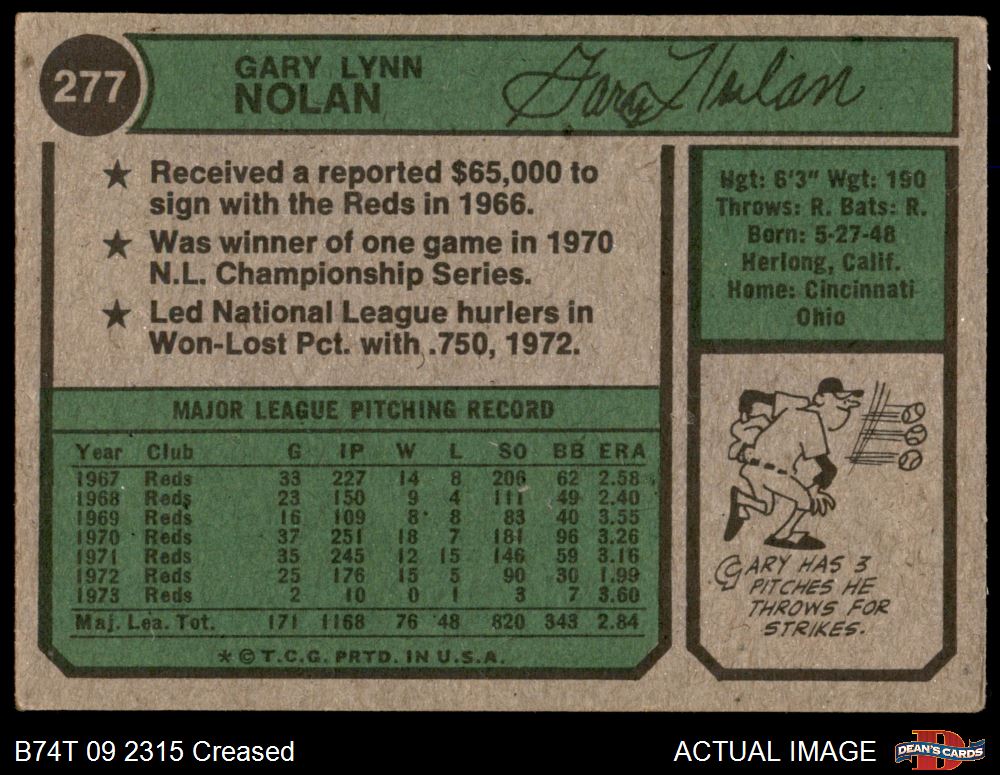 277
GARY LYNN
NOLAN
Gary Nolan
★ Received a reported $65,000 to
sign with the Reds in 1966.
★ Was winner of one game in 1970
N.L. Championship Series.
★ Led National League hurlers in
Won-Lost Pct. with .750, 1972.
Hgt: 6'3" Wgt: 190
Throws: R. Bats: R.
Born: 5-27-48
Herlong, Calif.
Home: Cincinnati
Ohio
MAJOR LEAGUE PITCHING RECORD
Year Club G IP W L SO BB ERA
1967 Reds 33 227 14 8 206 62 2.58
1968 Reds 23 150 9 4 111 49 2.40
1969 Reds 16 109 8 8 83 40 3.55
1970 Reds 37 251 18 7 181 96 3.26
1971 Reds 35 245 12 15 146 59 3.16
1972 Reds 25 176 15 5 90 30 1.99
1973 Reds 2 10 0 1 3 7 3.60
Maj. Lea. Tot. 171 1168 76 48 820 343 2.84
★ © T.C.G. PRTD. IN U.S.A.
GARY HAS 3
PITCHES HE
THROWS FOR
STRIKES.
B74T 09 2315 Creased
ACTUAL IMAGE
D
DEAN'S CARDS